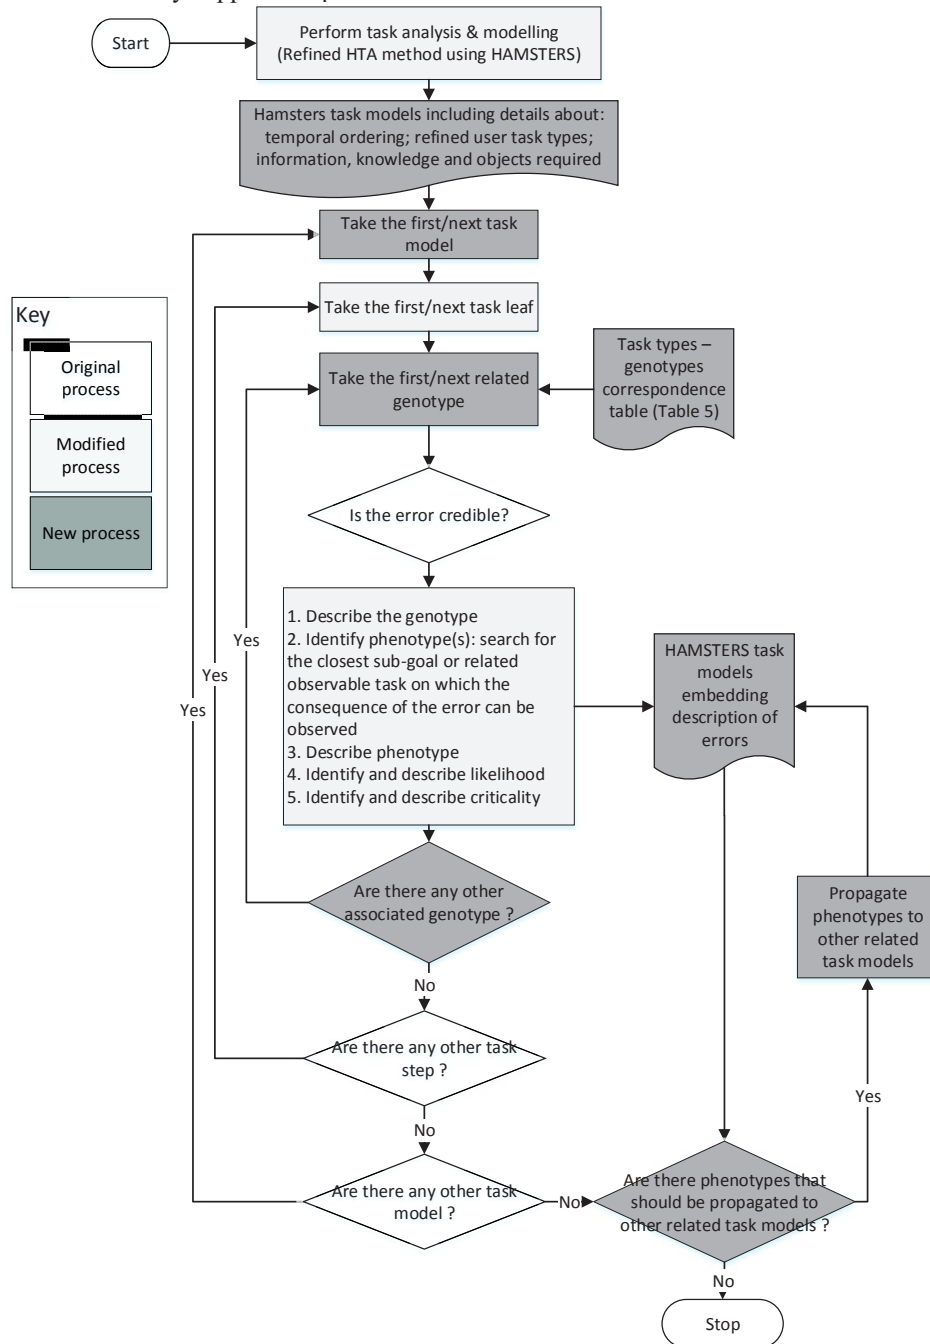 Start
Perform task analysis & modelling
(Refined HTA method using HAMSTERS)
Hamsters task models including details about:
temporal ordering; refined user task types;
information, knowledge and objects required
Take the first/next task
model
Take the first/next task leaf
Take the first/next related
genotype
Task types –
genotypes
correspondence
table (Table 5)
Key
Original
process
Modified
process
New process
Is the error credible?
1. Describe the genotype
2. Identify phenotype(s): search for
the closest sub-goal or related
observable task on which the
consequence of the error can be
observed
3. Describe phenotype
4. Identify and describe likelihood
5. Identify and describe criticality
HAMSTERS task
models
embedding
description of
errors
Yes
Yes
Yes
Are there any other
associated genotype ?
Propagate
phenotypes to
other related
task models
No
Are there any other task
step ?
Yes
No
Are there any other task
model ?
No
Are there phenotypes that
should be propagated to
other related task models ?
No
Stop